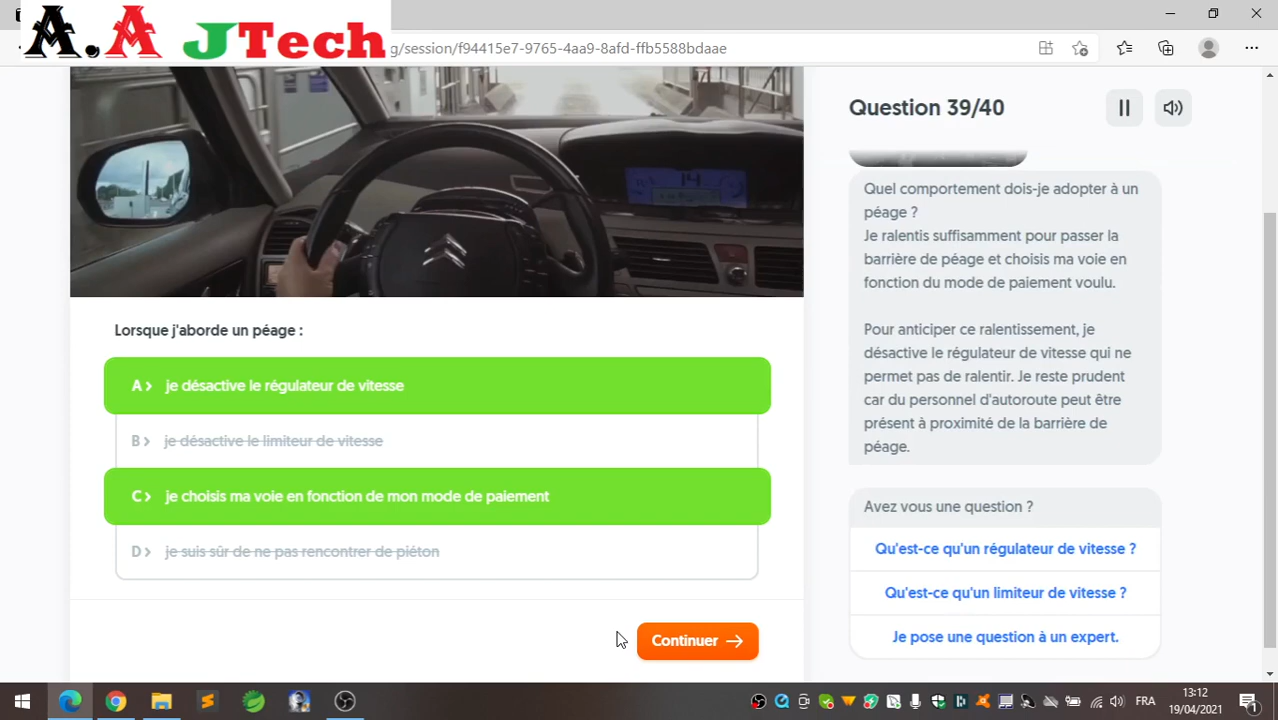 A.A JTech
g/session/f94415e7-9765-4aa9-8afd-ffb5588bdaae
Question 39/40
Quel comportement dois-je adopter à un
péage ?
Je ralentis suffisamment pour passer la
barrière de péage et choisis ma voie en
fonction du mode de paiement voulu.
Pour anticiper ce ralentissement, je
désactive le régulateur de vitesse qui ne
permet pas de ralentir. Je reste prudent
car du personnel d'autoroute peut être
présent à proximité de la barrière de
péage.
14
Lorsque j'aborde un péage :
A > je désactive le régulateur de vitesse
B > je désactive le limiteur de vitesse
C > je choisis ma voie en fonction de mon mode de paiement
D > je suis sûr de ne pas rencontrer de piéton
Continuer →
Avez vous une question ?
Qu'est-ce qu'un régulateur de vitesse ?
Qu'est-ce qu'un limiteur de vitesse ?
Je pose une question à un expert.
FRA
13:12
19/04/2021
1